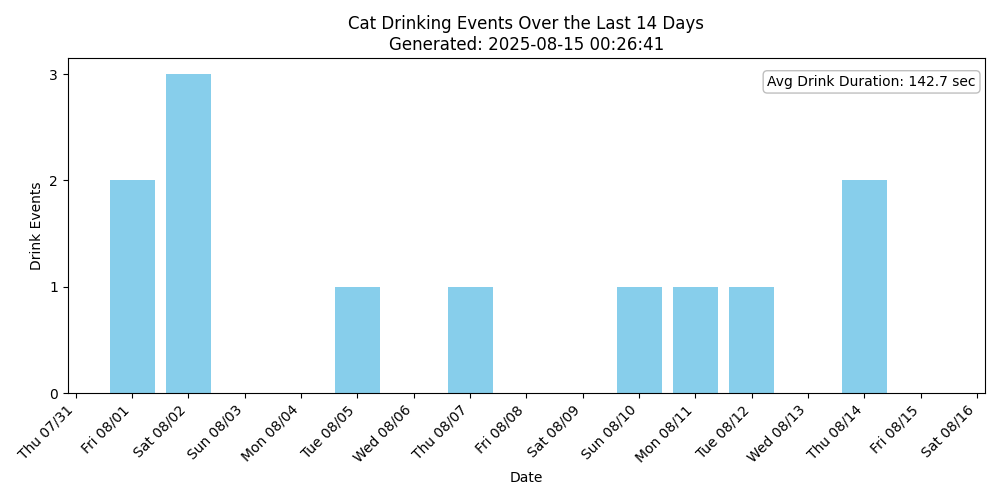 Cat Drinking Events Over the Last 14 Days
Generated: 2025-08-15 00:26:41
Avg Drink Duration: 142.7 sec
3
2
1
0
Drink Events
Thu 07/31
Fri 08/01
Sat 08/02
Sun 08/03
Mon 08/04
Tue 08/05
Wed 08/06
Thu 08/07
Fri 08/08
Sat 08/09
Sun 08/10
Mon 08/11
Tue 08/12
Wed 08/13
Thu 08/14
Fri 08/15
Sat 08/16
Date